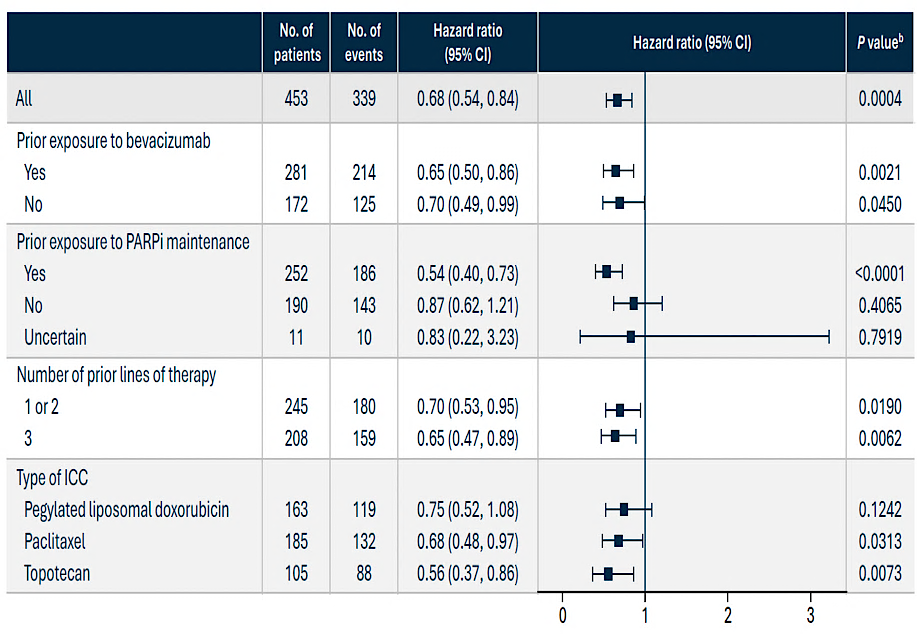 No. of patients No. of events Hazard ratio (95% CI) Hazard ratio (95% CI) P valueᵇ
All 453 339 0.68 (0.54, 0.84) 0.0004
Prior exposure to bevacizumab
Yes 281 214 0.65 (0.50, 0.86) 0.0021
No 172 125 0.70 (0.49, 0.99) 0.0450
Prior exposure to PARPi maintenance
Yes 252 186 0.54 (0.40, 0.73) <0.0001
No 190 143 0.87 (0.62, 1.21) 0.4065
Uncertain 11 10 0.83 (0.22, 3.23) 0.7919
Number of prior lines of therapy
1 or 2 245 180 0.70 (0.53, 0.95) 0.0190
3 208 159 0.65 (0.47, 0.89) 0.0062
Type of ICC
Pegylated liposomal doxorubicin 163 119 0.75 (0.52, 1.08) 0.1242
Paclitaxel 185 132 0.68 (0.48, 0.97) 0.0313
Topotecan 105 88 0.56 (0.37, 0.86) 0.0073
0 1 2 3